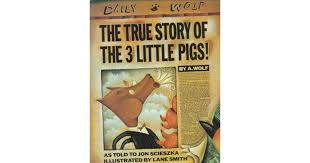 DAILY WOLF
THE TRUE STORY OF
THE 3 LITTLE PIGS!
BY A. WOLF
AS TOLD TO JON SCIESZKA
ILLUSTRATED BY LANE SMITH